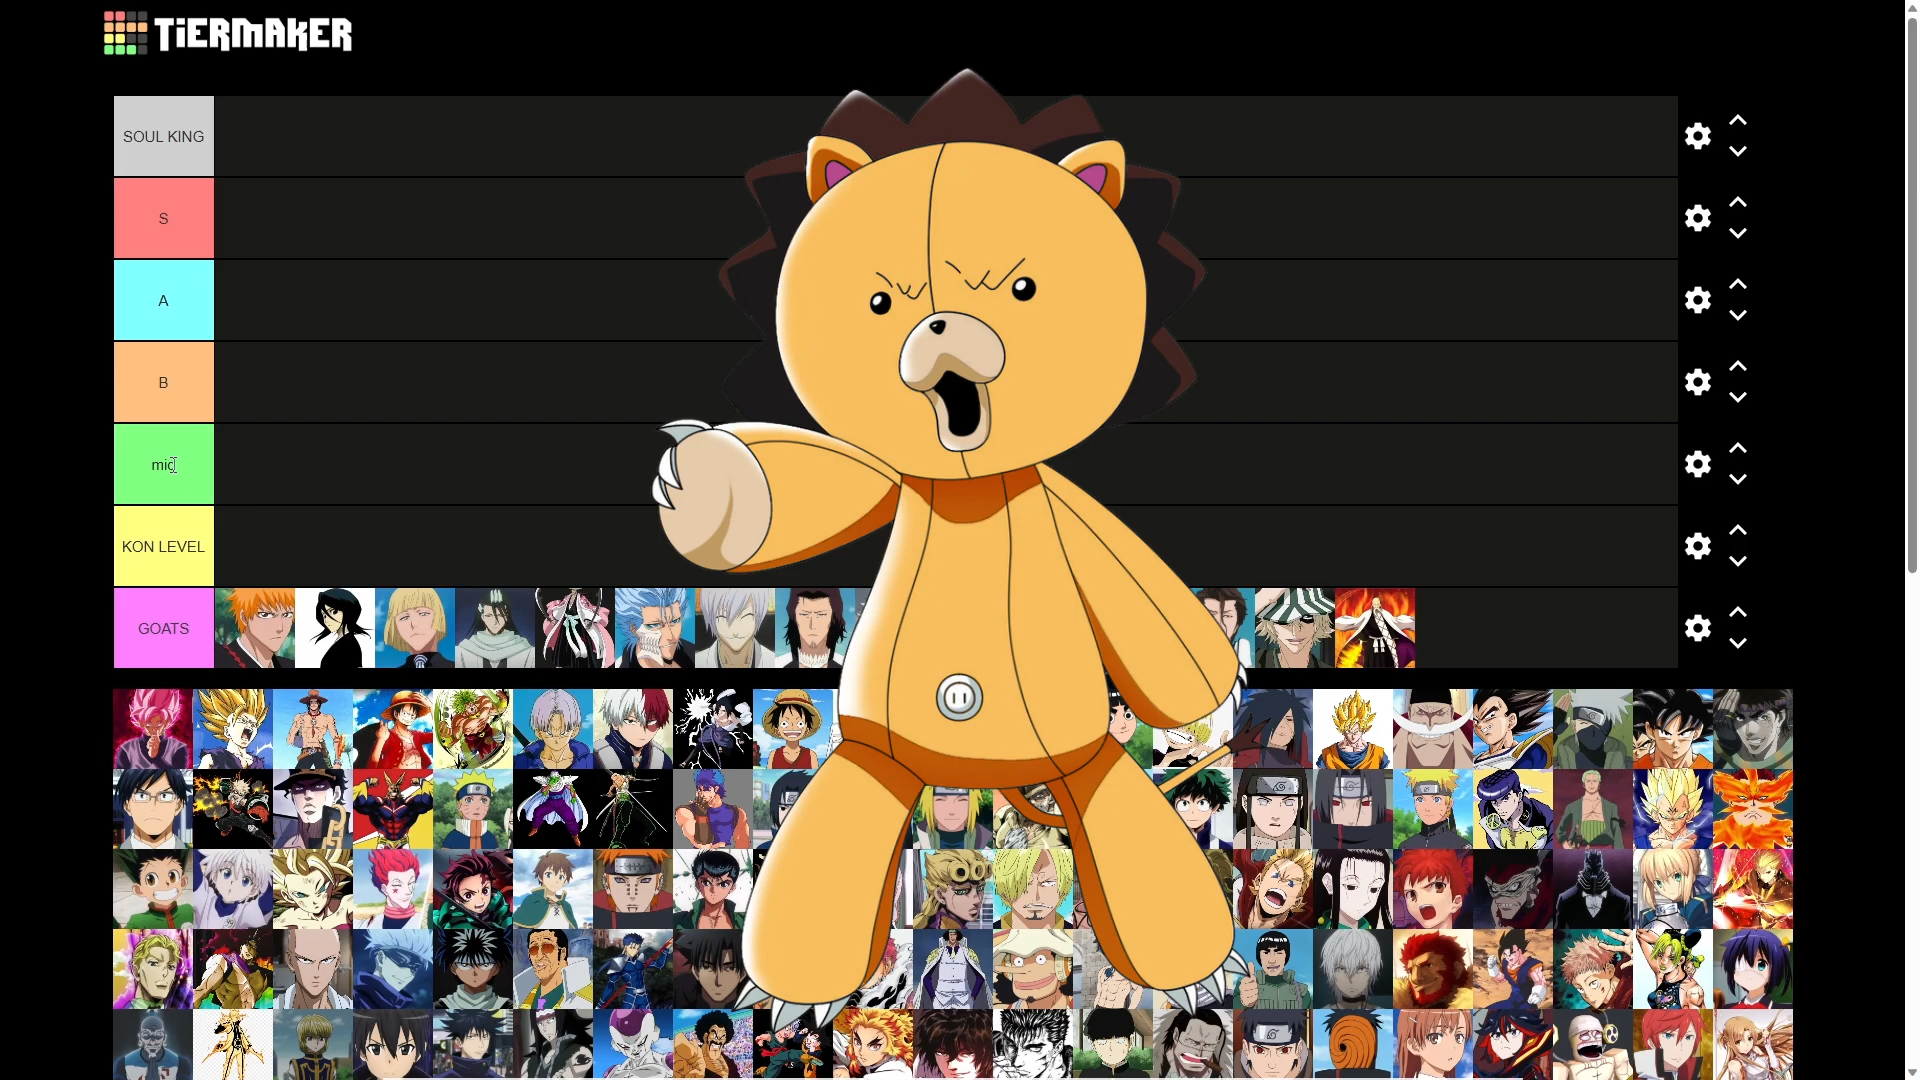 TiERMAKER
SOUL KING
S
A
B
mid
KON LEVEL
GOATS